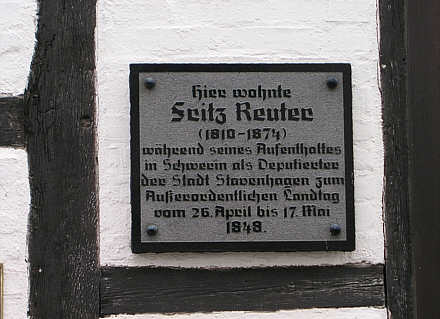 Hier wohnte
Fritz Reuter
(1810-1874)
während seines Aufenthaltes
in Schwerin als Deputierter
der Stadt Stavenhagen zum
Außerordentlichen Landtag
vom 26. April bis 17. Mai
1848.